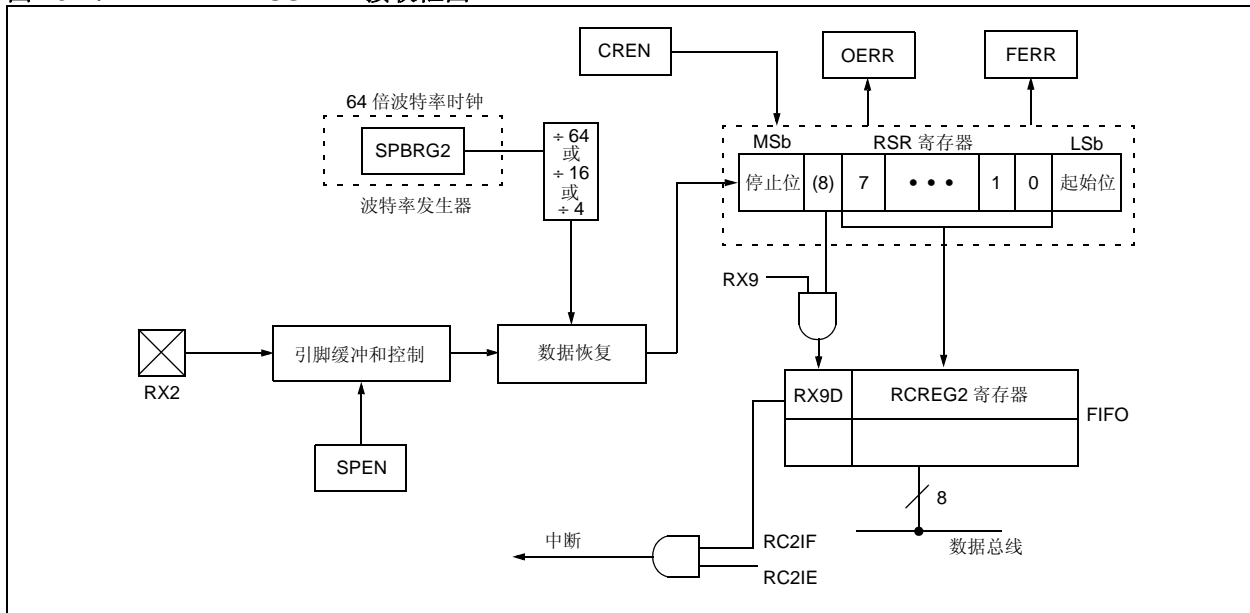 CREN
OERR
FERR
64 倍波特率时钟
SPBRG2
波特率发生器
÷ 64
或
÷ 16
或
÷ 4
MSb
RSR 寄存器
LSb
停止位
(8)
7
• • •
1
0
起始位
RX9
RX2
引脚缓冲和控制
数据恢复
SPEN
RX9D
RCREG2 寄存器
FIFO
8
数据总线
中断
RC2IF
RC2IE